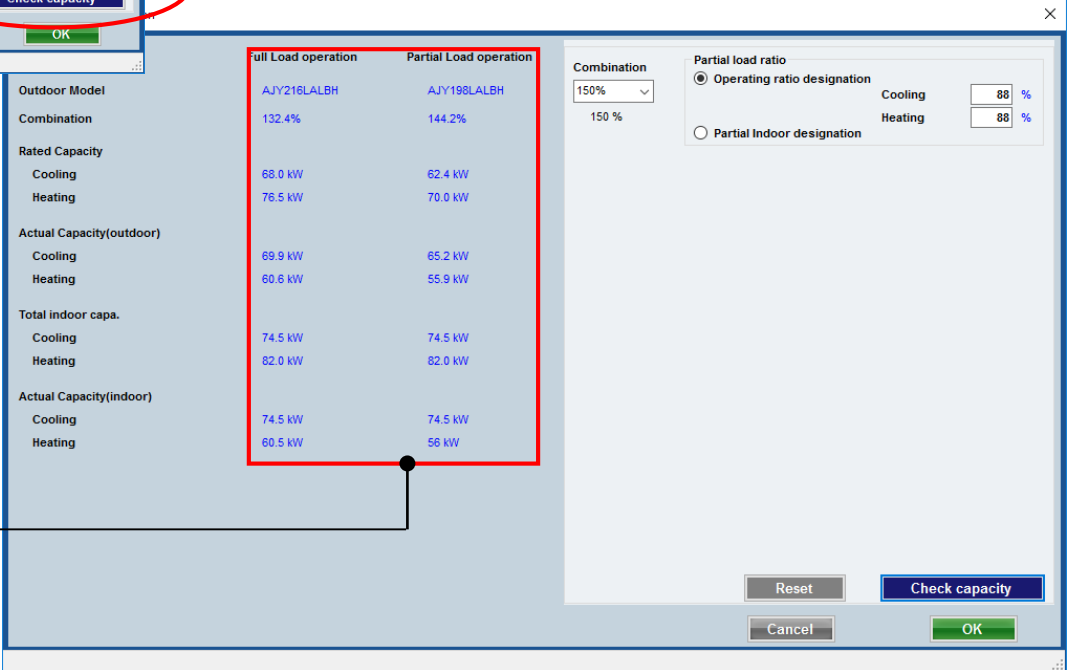 Check capacity
OK
Full Load operation Partial Load operation
Outdoor Model AJY216LALBH AJY198LALBH
Combination 132.4% 144.2%
Rated Capacity
Cooling 68.0 kW 62.4 kW
Heating 76.5 kW 70.0 kW
Actual Capacity(outdoor)
Cooling 69.9 kW 65.2 kW
Heating 60.6 kW 55.9 kW
Total indoor capa.
Cooling 74.5 kW 74.5 kW
Heating 82.0 kW 82.0 kW
Actual Capacity(indoor)
Cooling 74.5 kW 74.5 kW
Heating 60.5 kW 56 kW
Combination
150%
150 %
Partial load ratio
Operating ratio designation
Cooling 88 %
Heating 88 %
Partial Indoor designation
Reset Check capacity
Cancel OK